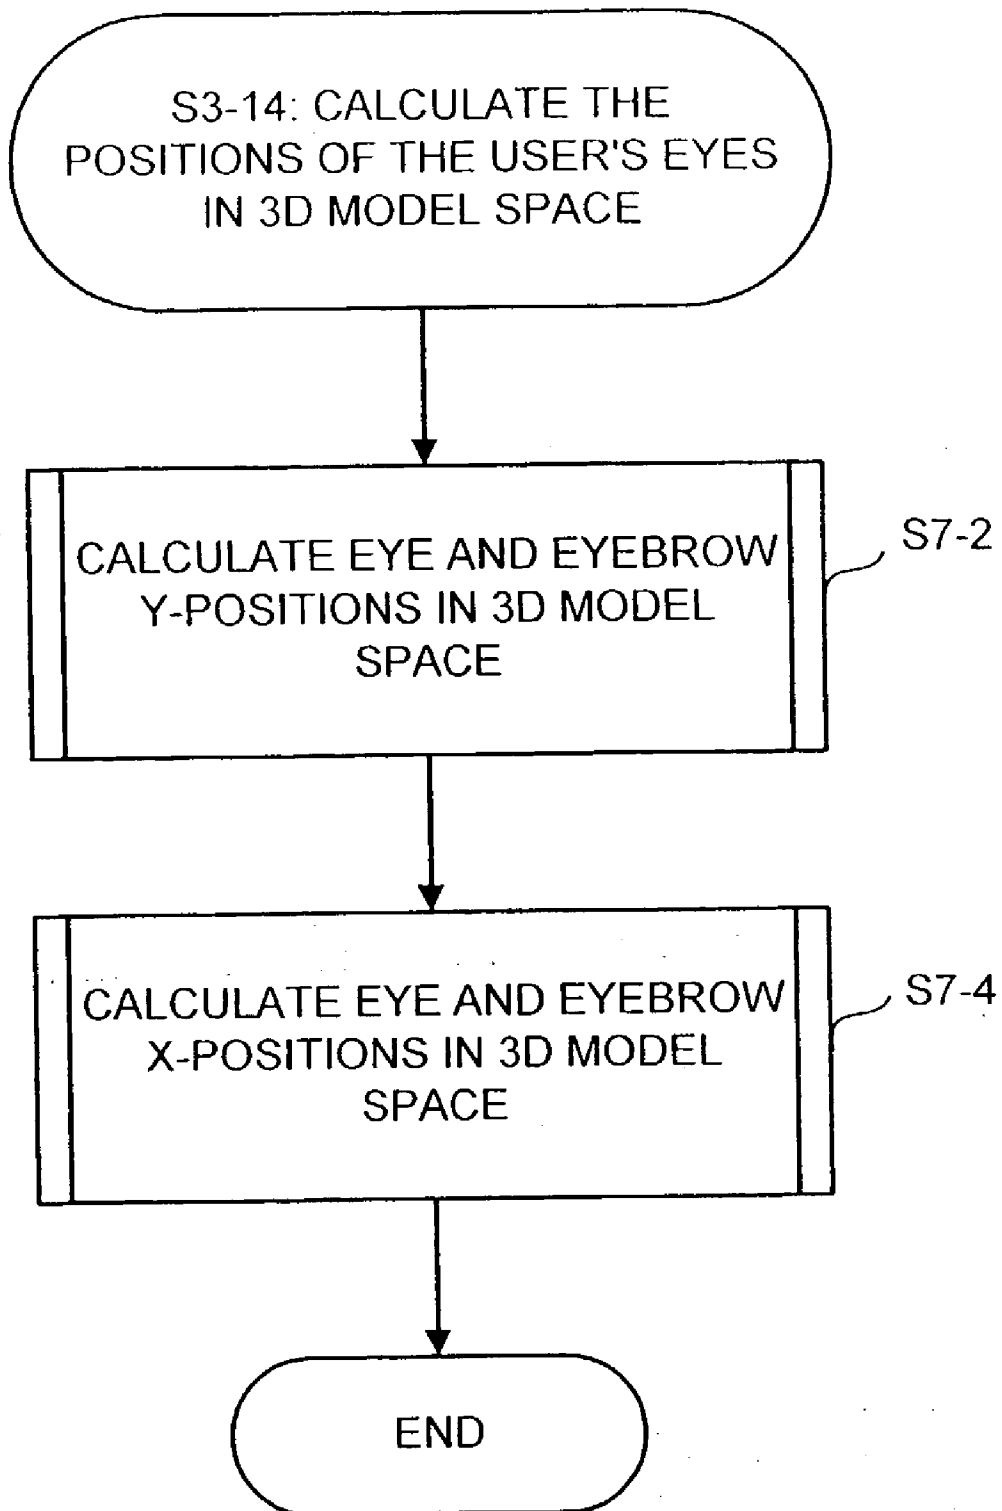 S3-14: CALCULATE THE
POSITIONS OF THE USER'S EYES
IN 3D MODEL SPACE
CALCULATE EYE AND EYEBROW
Y-POSITIONS IN 3D MODEL
SPACE
S7-2
CALCULATE EYE AND EYEBROW
X-POSITIONS IN 3D MODEL
SPACE
S7-4
END